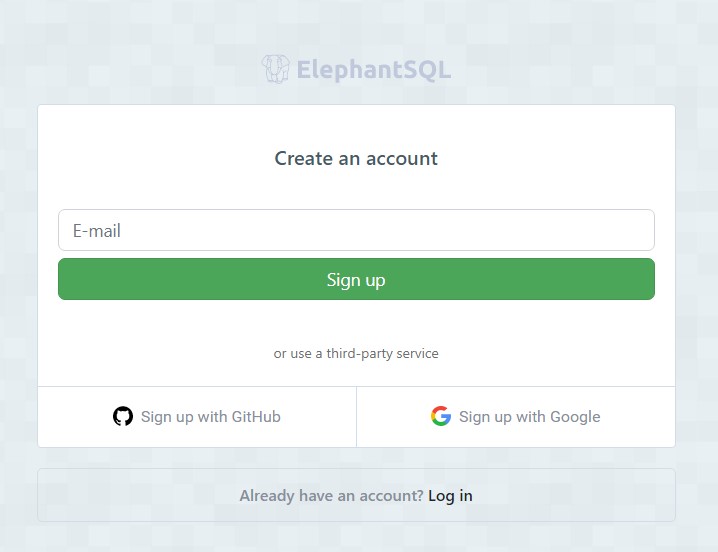 ElephantSQL
Create an account
E-mail
Sign up
or use a third-party service
Sign up with GitHub
Sign up with Google
Already have an account? Log in